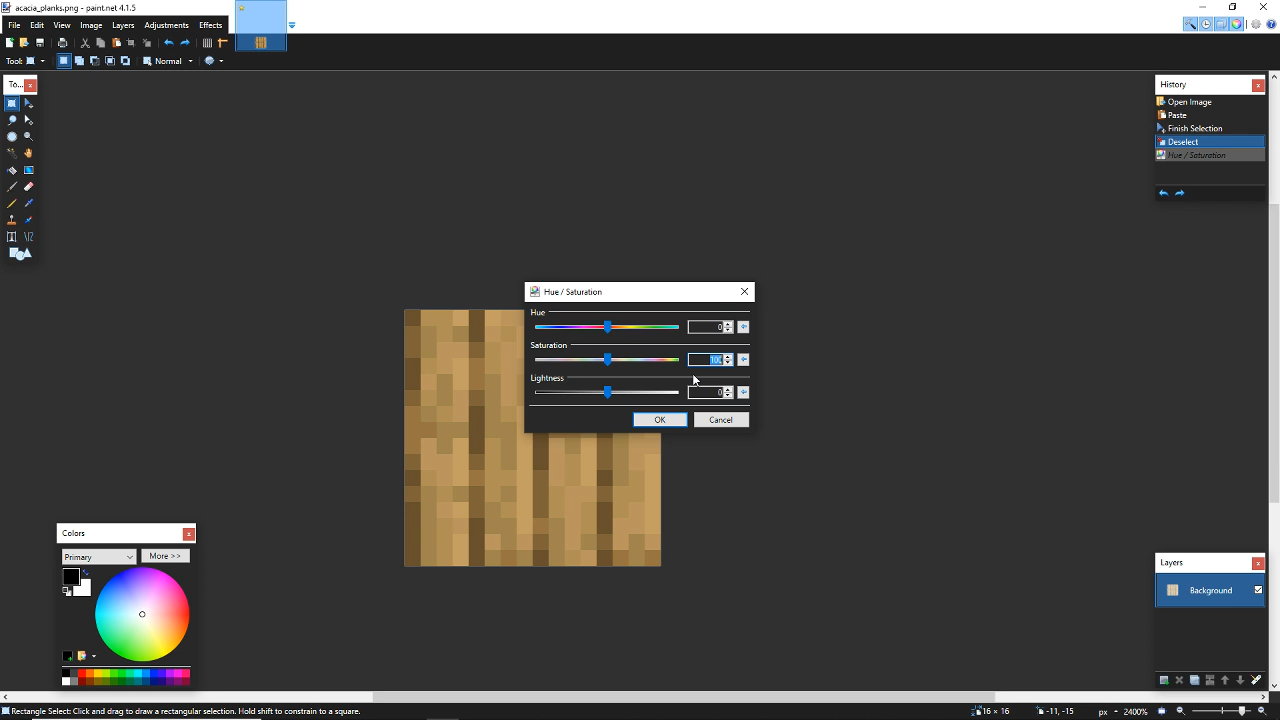 acacia_planks.png - paint.net 4.1.5
File Edit View Image Layers Adjustments Effects
Tool: Normal
To...
History
Open Image
Paste
Finish Selection
Deselect
Hue / Saturation
Hue / Saturation
Hue
0
Saturation
100
Lightness
0
OK Cancel
Colors
Primary More >>
Layers
Background
Rectangle Select: Click and drag to draw a rectangular selection. Hold shift to constrain to a square. 16 × 16 -11, -15 px 2400%